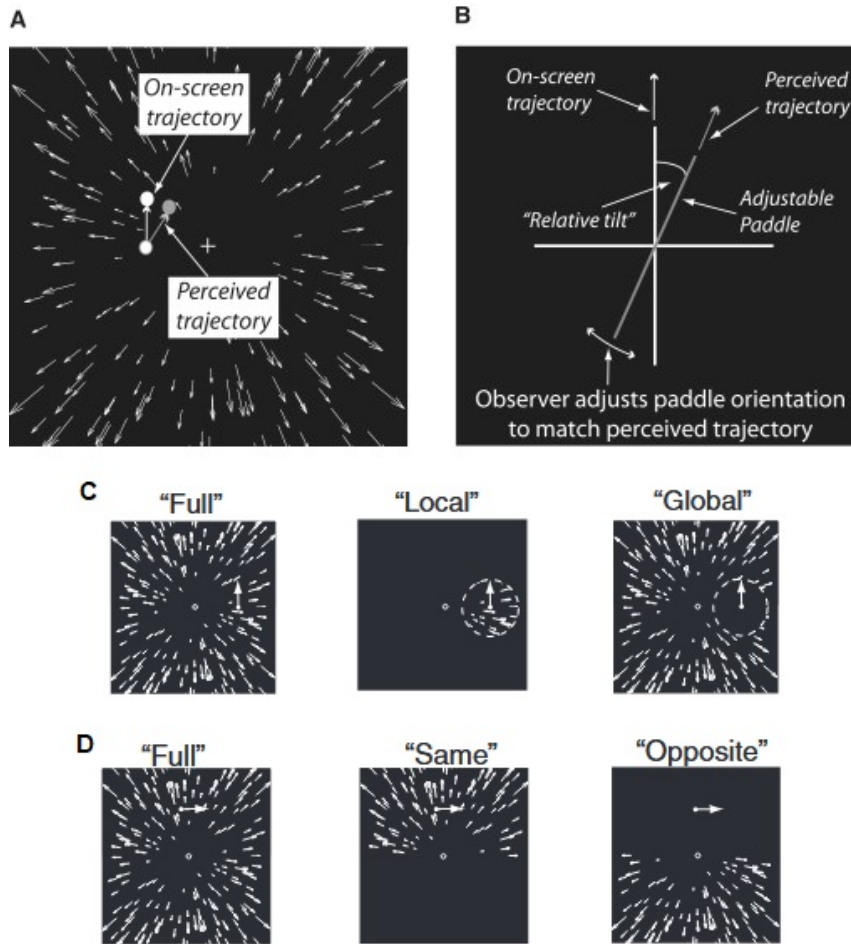 A
On-screen
trajectory
Perceived
trajectory
B
On-screen
trajectory
Perceived
trajectory
"Relative tilt"
Adjustable
Paddle
Observer adjusts paddle orientation
to match perceived trajectory
C
“Full”
“Local”
“Global”
D
“Full”
“Same”
“Opposite”